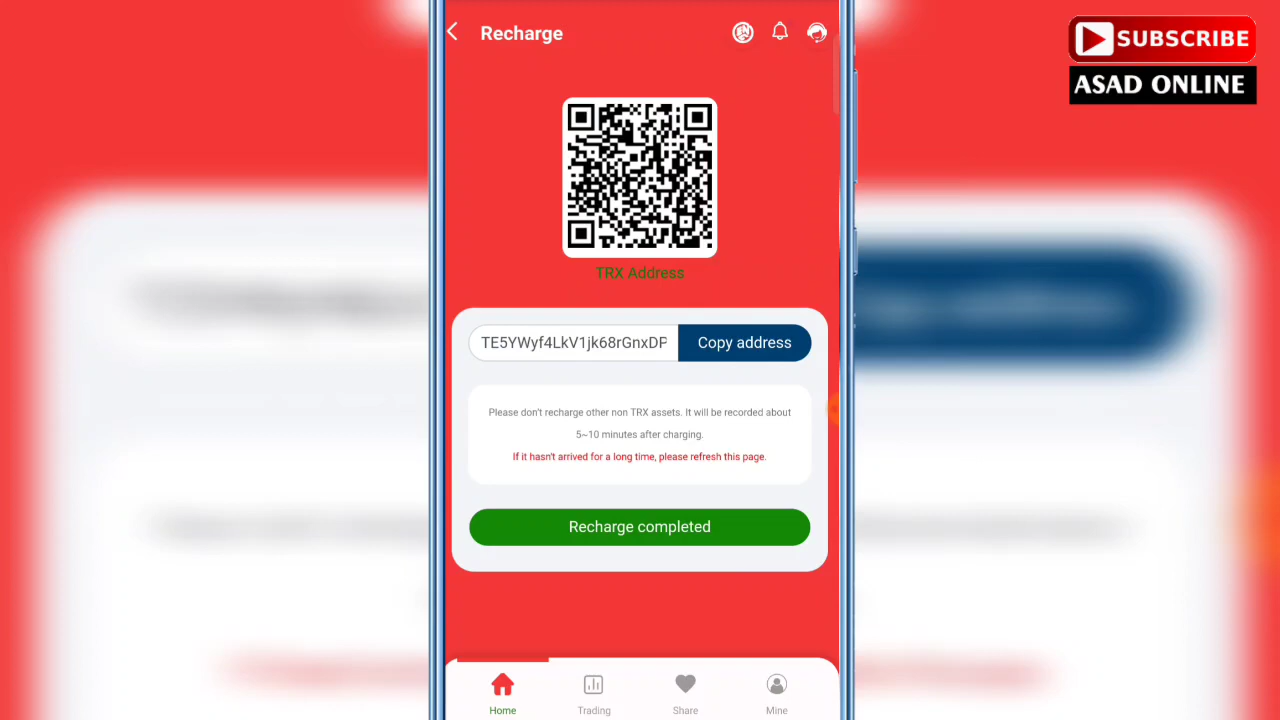 Recharge
EN
SUBSCRIBE
ASAD ONLINE
TRX Address
TE5YWyf4LkV1jk68rGnxDP
Copy address
Please don't recharge other non TRX assets. It will be recorded about
5~10 minutes after charging.
If it hasn't arrived for a long time, please refresh this page.
Recharge completed
Home
Trading
Share
Mine